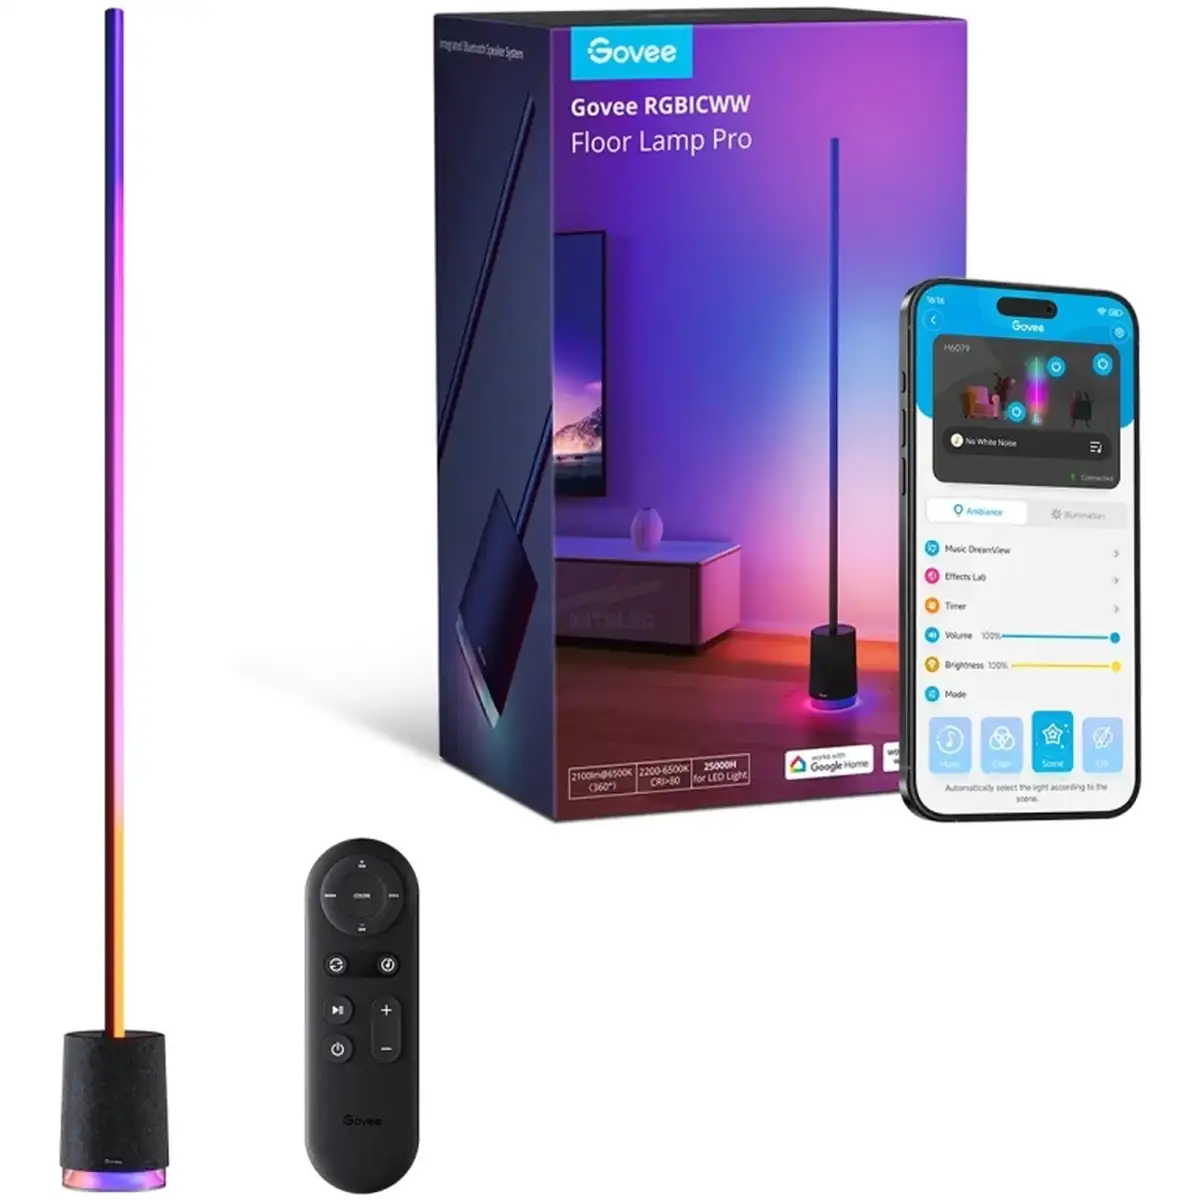 Integrated Bluetooth Speaker System
Govee
Govee RGBICWW
Floor Lamp Pro
2100lm@6500K
(360°)
2200-6500K
CRI>80
25000H
for LED Light
works with
Google Home
16:16
Govee
H6079
No White Noise
Connected
Ambiance
Illumination
Music DreamView
Effects Lab
Timer
Volume 100%
Brightness 100%
Mode
Music
Color
Scene
Automatically select the light according to the
scene.
COLOR
Govee